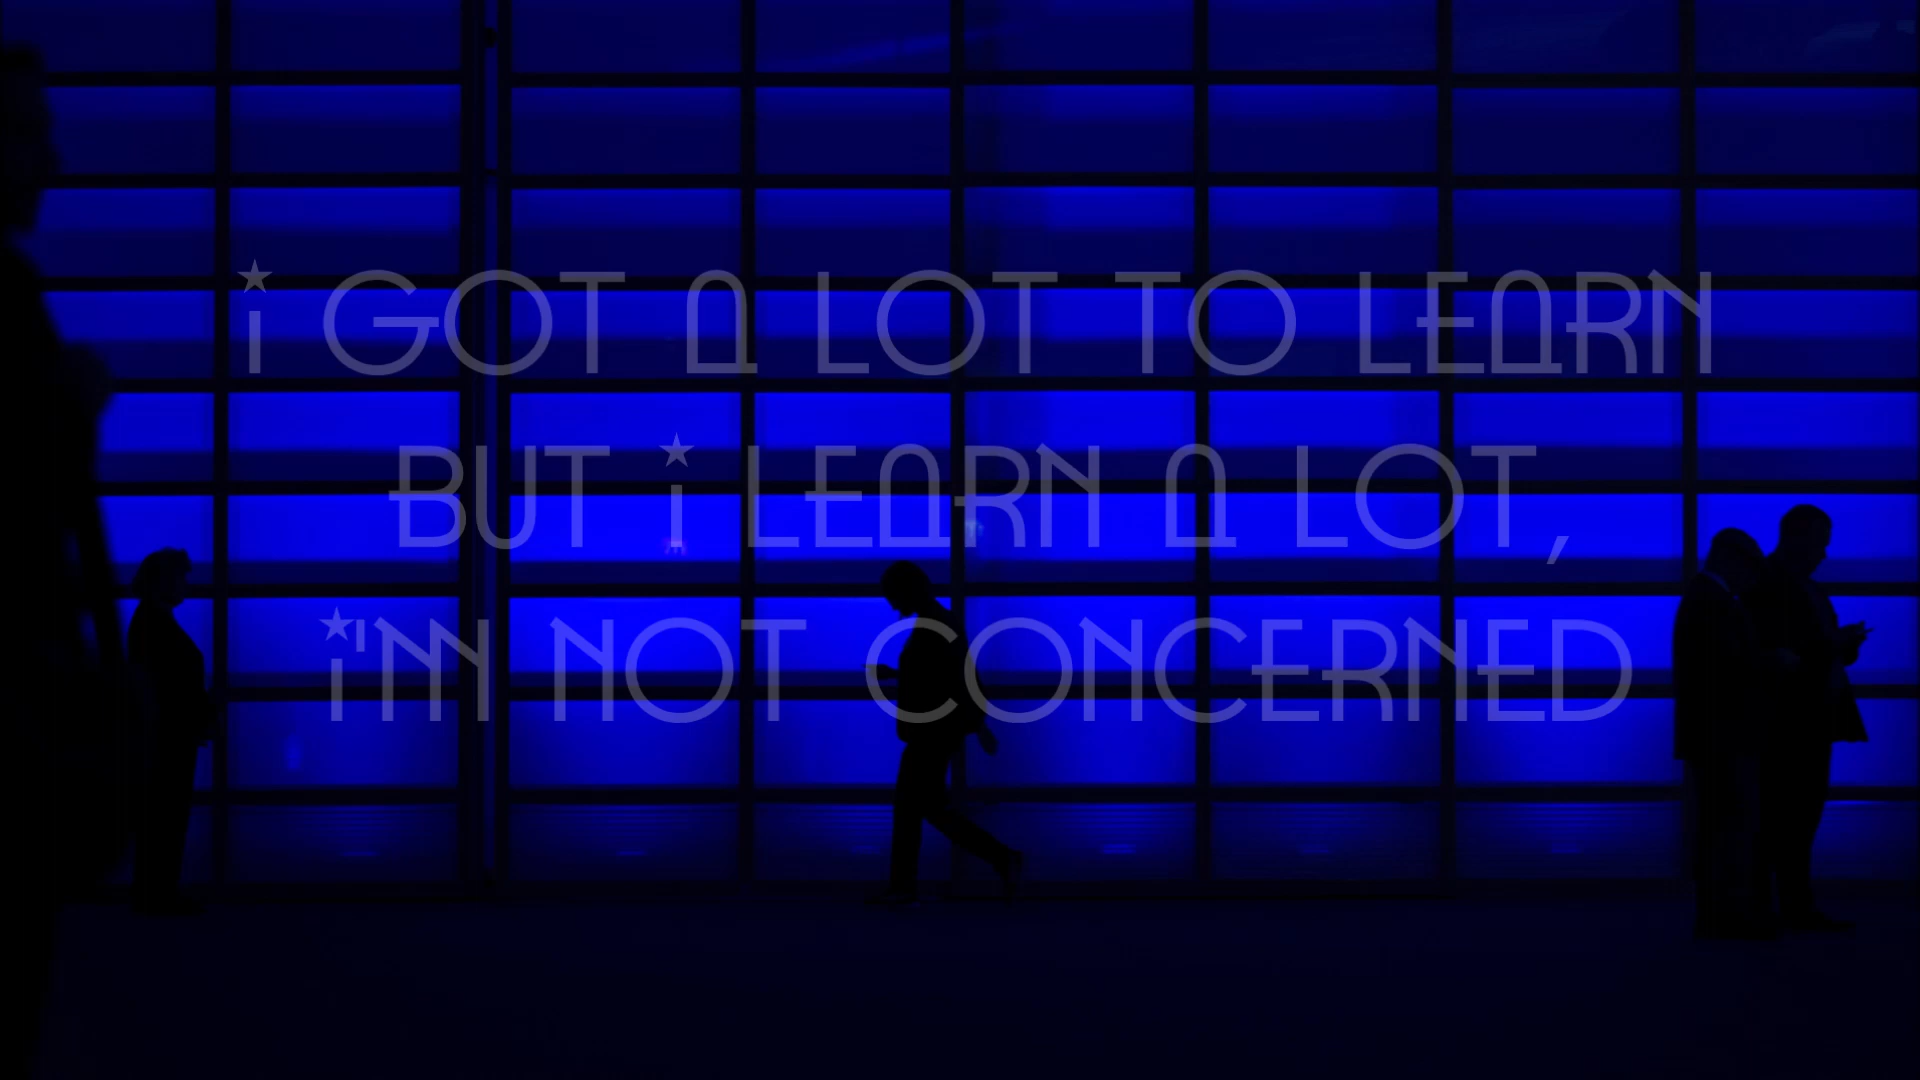 i GOT A LOT TO LEARN
BUT i LEARN A LOT,
i'M NOT CONCERNED